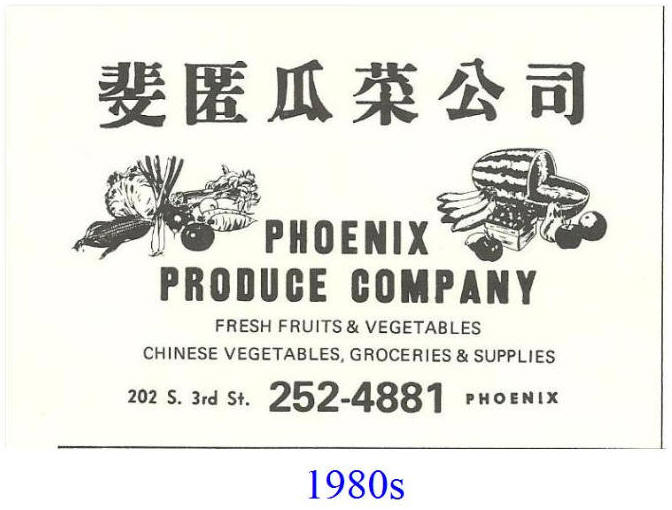 斐匿瓜菜公司
PHOENIX
PRODUCE COMPANY
FRESH FRUITS & VEGETABLES
CHINESE VEGETABLES, GROCERIES & SUPPLIES
202 S. 3rd St. 252-4881 PHOENIX
1980s